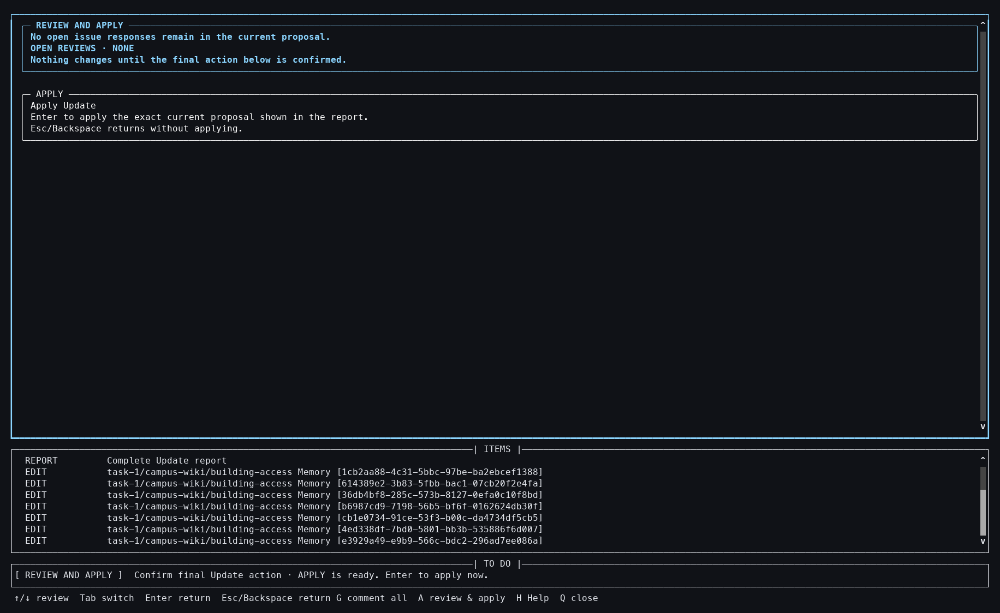 REVIEW AND APPLY
No open issue responses remain in the current proposal.
OPEN REVIEWS · NONE
Nothing changes until the final action below is confirmed.
APPLY
Apply Update
Enter to apply the exact current proposal shown in the report.
Esc/Backspace returns without applying.
ITEMS
REPORT Complete Update report
EDIT task-1/campus-wiki/building-access Memory [1cb2aa88-4c31-5bbc-97be-ba2ebcef1388]
EDIT task-1/campus-wiki/building-access Memory [614389e2-3b83-5fbb-bac1-07cb20f2e4fa]
EDIT task-1/campus-wiki/building-access Memory [36db4bf8-285c-573b-8127-0efa0c10f8bd]
EDIT task-1/campus-wiki/building-access Memory [b6987cd9-7198-56b5-bf6f-0162624db30f]
EDIT task-1/campus-wiki/building-access Memory [cb1e0734-91ce-53f3-b00c-da4734df5cb5]
EDIT task-1/campus-wiki/building-access Memory [4ed338df-7bd0-5801-bb3b-535886f6d007]
EDIT task-1/campus-wiki/building-access Memory [e3929a49-e9b9-566c-bdc2-296ad7ee086a]
TO DO
[ REVIEW AND APPLY ] Confirm final Update action · APPLY is ready. Enter to apply now.
↑/↓ review Tab switch Enter return Esc/Backspace return G comment all A review & apply H Help Q close